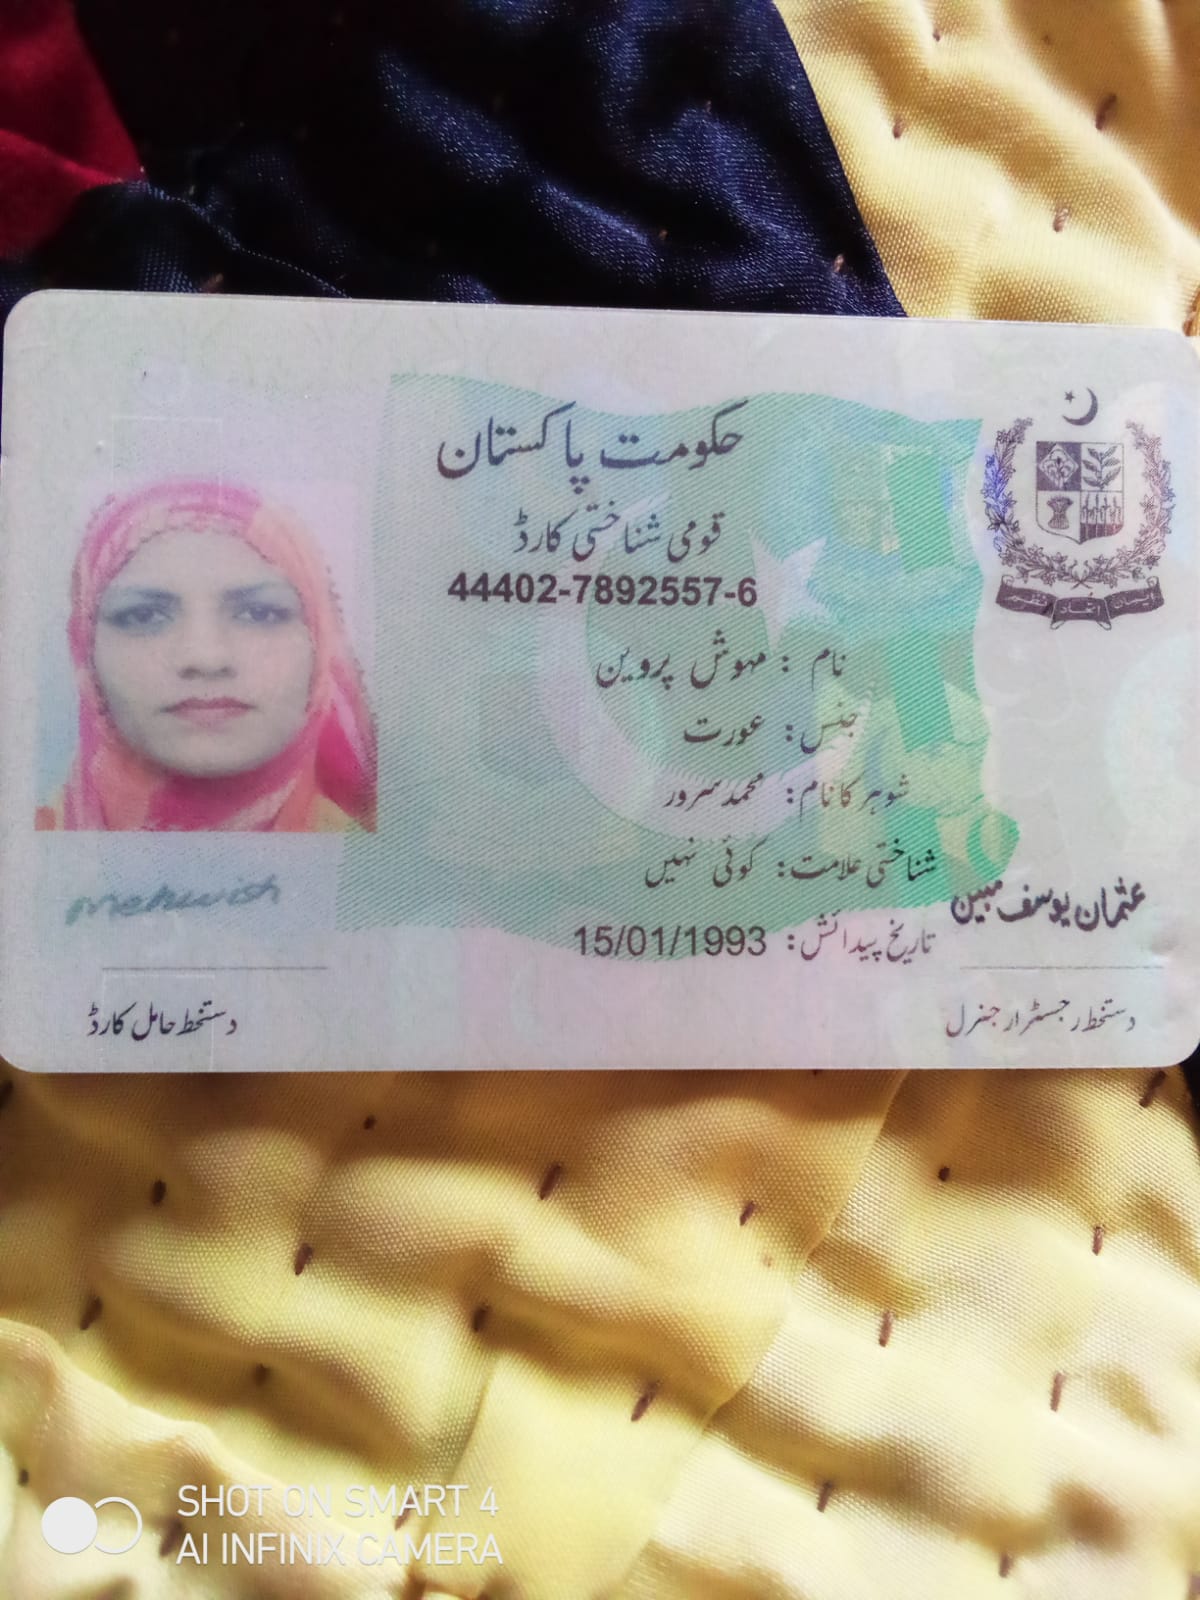 حکومت پاکستان
قومی شناختی کارڈ
44402-7892557-6
نام : مہوش پروین
جنس: عورت
شوہر کا نام: محمد سرور
شناختی علامت: کوئی نہیں
تاریخ پیدائش: 15/01/1993
ایمان اتحاد نظم
عثمان یوسف مبین
دستخط رجسٹرار جنرل
mehwish
دستخط حامل کارڈ
SHOT ON SMART 4
AI INFINIX CAMERA